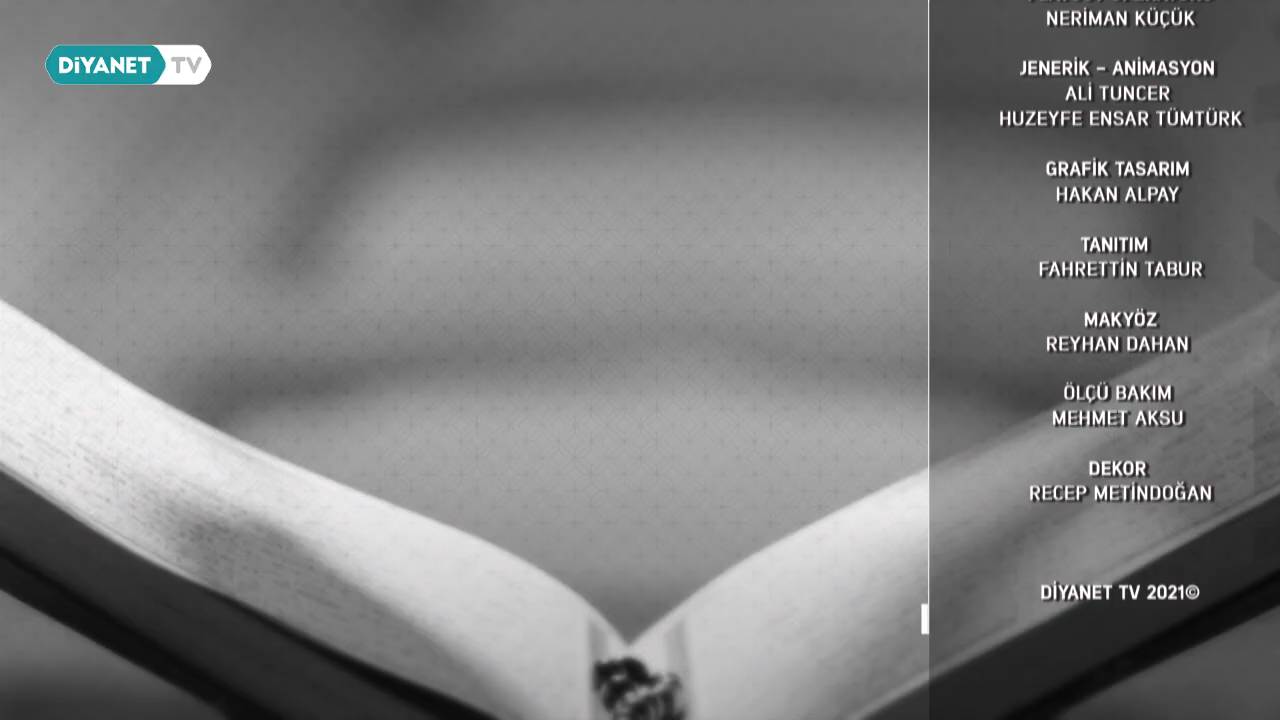 DİYANET TV
NERİMAN KÜÇÜK
JENERİK – ANİMASYON
ALİ TUNCER
HUZEYFE ENSAR TÜMTÜRK
GRAFİK TASARIM
HAKAN ALPAY
TANITIM
FAHRETTİN TABUR
MAKYÖZ
REYHAN DAHAN
ÖLÇÜ BAKIM
MEHMET AKSU
DEKOR
RECEP METİNDOĞAN
DİYANET TV 2021©